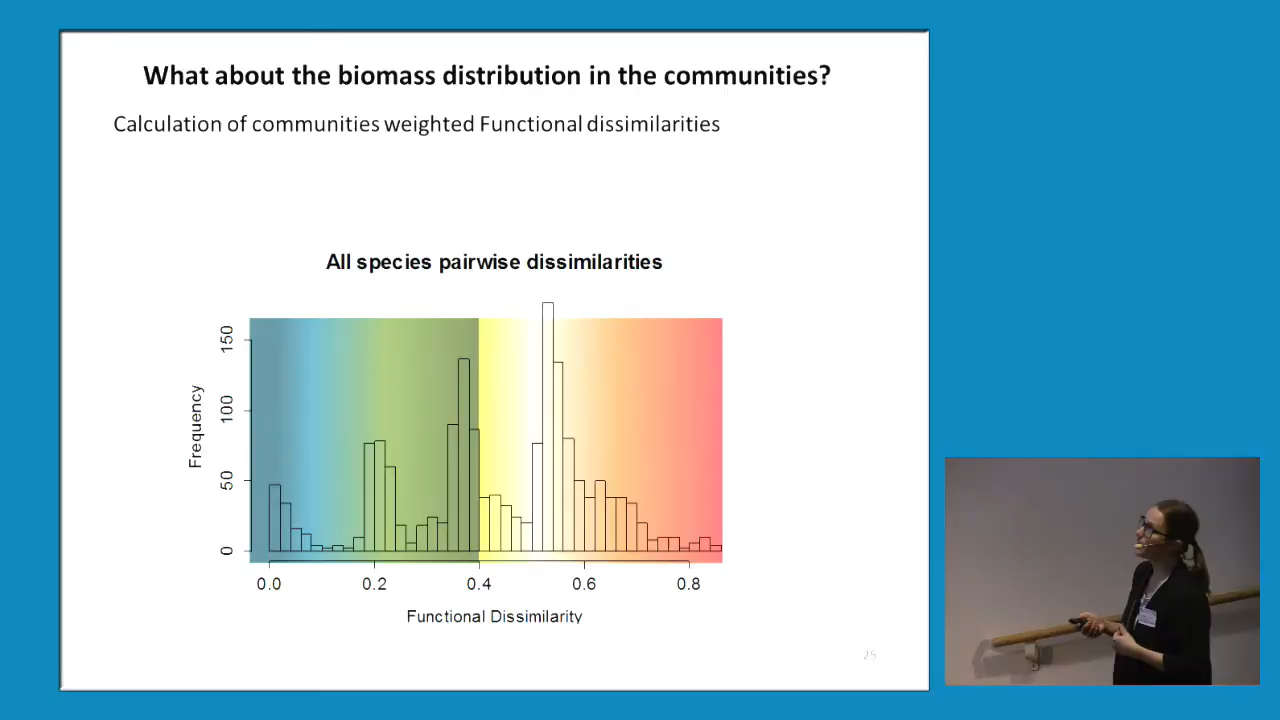 What about the biomass distribution in the communities?
Calculation of communities weighted Functional dissimilarities
All species pairwise dissimilarities
Frequency
150
100
50
0
0.0 0.2 0.4 0.6 0.8
Functional Dissimilarity
25